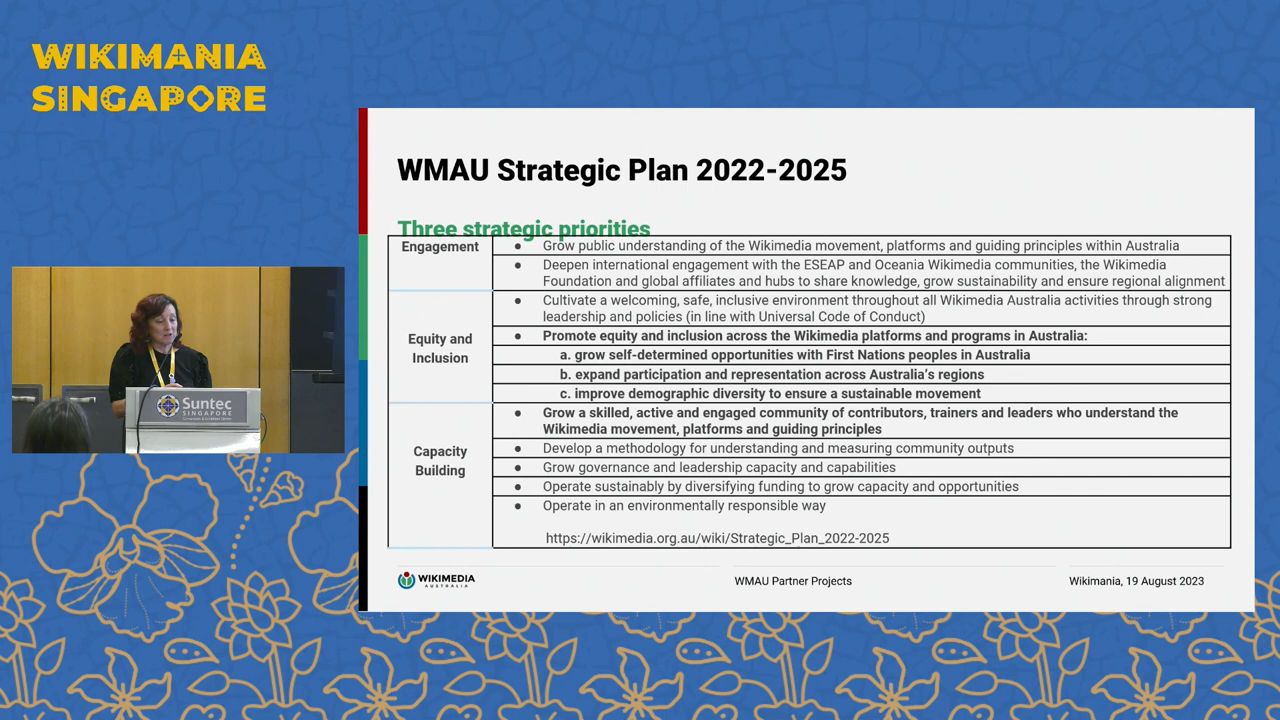 WIKIMANIA
SINGAPORE
WMAU Strategic Plan 2022-2025
Three strategic priorities
Engagement
● Grow public understanding of the Wikimedia movement, platforms and guiding principles within Australia
● Deepen international engagement with the ESEAP and Oceania Wikimedia communities, the Wikimedia
Foundation and global affiliates and hubs to share knowledge, grow sustainability and ensure regional alignment
Equity and
Inclusion
● Cultivate a welcoming, safe, inclusive environment throughout all Wikimedia Australia activities through strong
leadership and policies (in line with Universal Code of Conduct)
● Promote equity and inclusion across the Wikimedia platforms and programs in Australia:
a. grow self-determined opportunities with First Nations peoples in Australia
b. expand participation and representation across Australia's regions
c. improve demographic diversity to ensure a sustainable movement
Capacity
Building
● Grow a skilled, active and engaged community of contributors, trainers and leaders who understand the
Wikimedia movement, platforms and guiding principles
● Develop a methodology for understanding and measuring community outputs
● Grow governance and leadership capacity and capabilities
● Operate sustainably by diversifying funding to grow capacity and opportunities
● Operate in an environmentally responsible way
https://wikimedia.org.au/wiki/Strategic_Plan_2022-2025
WIKIMEDIA
AUSTRALIA
WMAU Partner Projects
Wikimania, 19 August 2023
Suntec
SINGAPORE